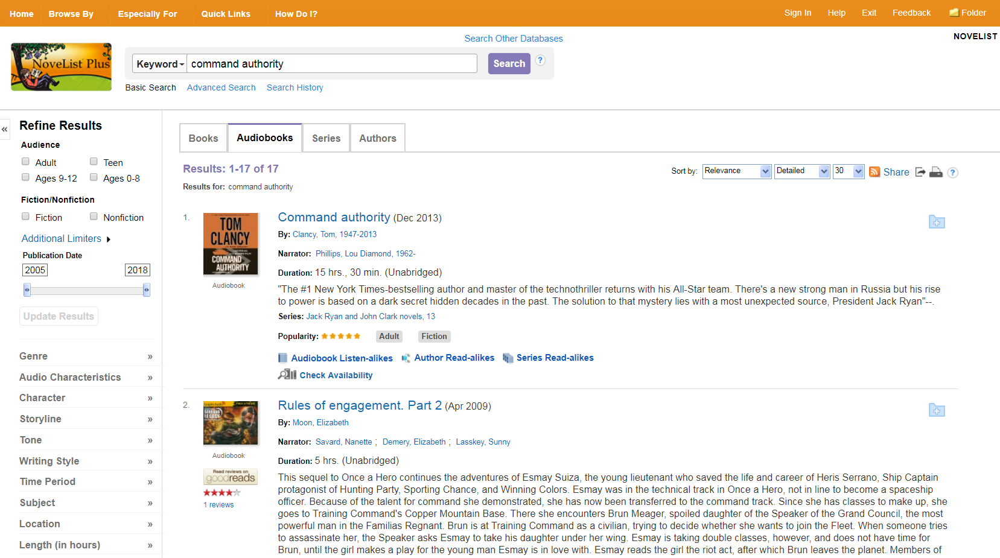 Home Browse By Especially For Quick Links How Do I? Sign In Help Exit Feedback Folder
Search Other Databases NOVELIST
NoveList Plus
Keyword command authority Search ?
Basic Search Advanced Search Search History
«
Refine Results
Audience
Adult Teen
Ages 9-12 Ages 0-8
Fiction/Nonfiction
Fiction Nonfiction
Additional Limiters
Publication Date
2005 2018
Update Results
Genre »
Audio Characteristics »
Character »
Storyline »
Tone »
Writing Style »
Time Period »
Subject »
Location »
Length (in hours) »
Books Audiobooks Series Authors
Results: 1-17 of 17
Sort by: Relevance Detailed 30 Share ?
Results for: command authority
1.
TOM
CLANCY
COMMAND
AUTHORITY
Audiobook
Command authority (Dec 2013)
By: Clancy, Tom, 1947-2013
Narrator: Phillips, Lou Diamond, 1962-
Duration: 15 hrs., 30 min. (Unabridged)
"The #1 New York Times-bestselling author and master of the technothriller returns with his All-Star team. There's a new strong man in Russia but his rise
to power is based on a dark secret hidden decades in the past. The solution to that mystery lies with a most unexpected source, President Jack Ryan"--.
Series: Jack Ryan and John Clark novels, 13
Popularity: Adult Fiction
Audiobook Listen-alikes Author Read-alikes Series Read-alikes
Check Availability
2.
SERRANO
LEGACY
Audiobook
Read reviews on
goodreads
1 reviews
Rules of engagement. Part 2 (Apr 2009)
By: Moon, Elizabeth
Narrator: Savard, Nanette ; Demery, Elizabeth ; Lasskey, Sunny
Duration: 5 hrs. (Unabridged)
This sequel to Once a Hero continues the adventures of Esmay Suiza, the young lieutenant who saved the life and career of Heris Serrano, Ship Captain
protagonist of Hunting Party, Sporting Chance, and Winning Colors. Esmay was in the technical track in Once a Hero, not in line to become a spaceship
officer. Because of the talent for command she demonstrated, she has now been transferred to the command track. Since she has classes to make up, she
goes to Training Command's Copper Mountain Base. There she encounters Brun Meager, spoiled daughter of the Speaker of the Grand Council, the most
powerful man in the Familias Regnant. Brun is at Training Command as a civilian, trying to decide whether she wants to join the Fleet. When someone tries
to assassinate her, the Speaker asks Esmay to take his daughter under her wing. Esmay is taking double classes, however, and does not have time for
Brun, until the girl makes a play for the young man Esmay is in love with. Esmay reads the girl the riot act, after which Brun leaves the planet. Members of